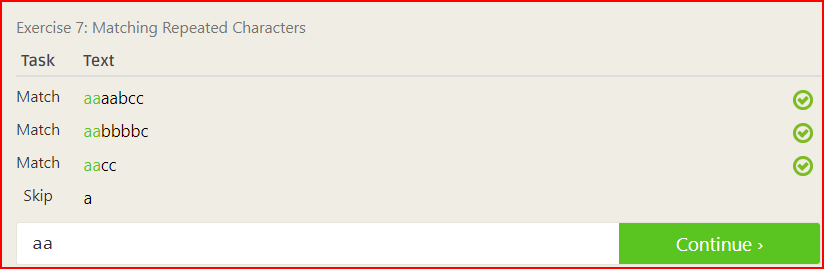 Exercise 7: Matching Repeated Characters
Task Text
Match aaaabcc
Match aabbbbc
Match aacc
Skip a
aa Continue ›